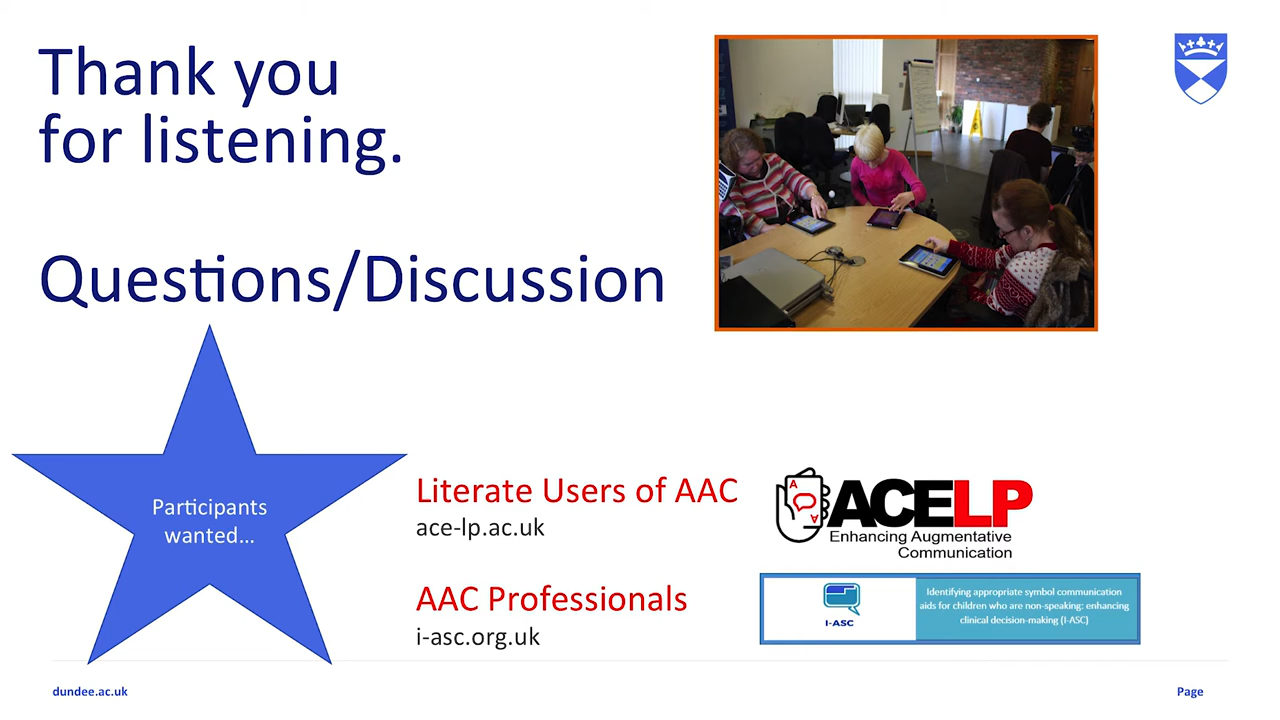 Thank you
for listening.
Questions/Discussion
Participants
wanted...
Literate Users of AAC
ace-lp.ac.uk
AAC Professionals
i-asc.org.uk
A
A
ACELP
Enhancing Augmentative
Communication
I-ASC
Identifying appropriate symbol communication
aids for children who are non-speaking: enhancing
clinical decision-making (I-ASC)
dundee.ac.uk
Page